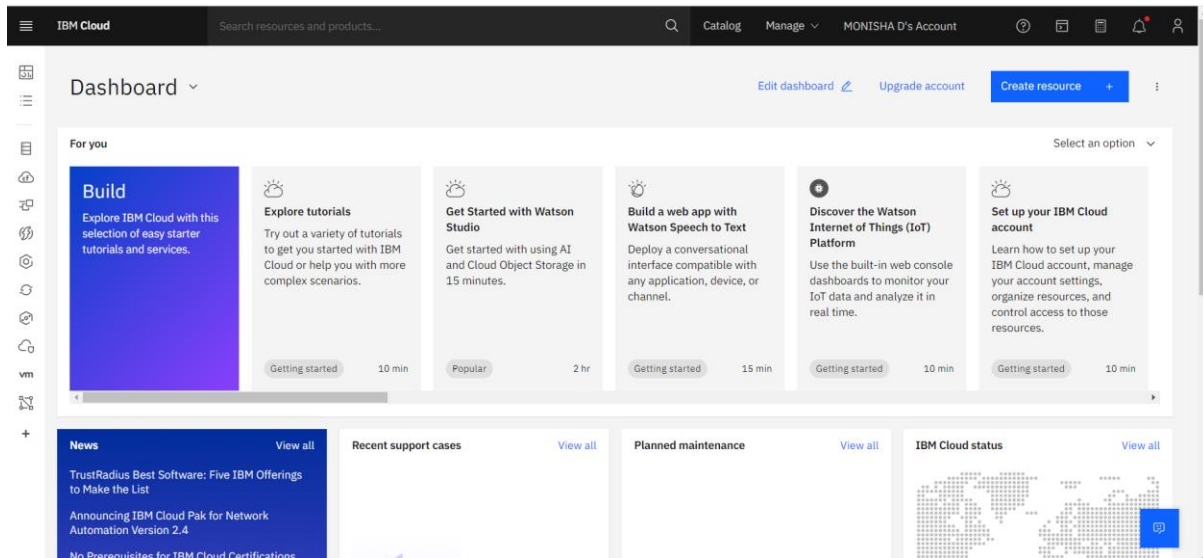 IBM Cloud
Search resources and products...
Catalog
Manage
MONISHA D's Account
Dashboard
Edit dashboard
Upgrade account
Create resource +
For you
Select an option
Build
Explore IBM Cloud with this
selection of easy starter
tutorials and services.
Explore tutorials
Try out a variety of tutorials
to get you started with IBM
Cloud or help you with more
complex scenarios.
Getting started
10 min
Get Started with Watson
Studio
Get started with using AI
and Cloud Object Storage in
15 minutes.
Popular
2 hr
Build a web app with
Watson Speech to Text
Deploy a conversational
interface compatible with
any application, device, or
channel.
Getting started
15 min
Discover the Watson
Internet of Things (IoT)
Platform
Use the built-in web console
dashboards to monitor your
IoT data and analyze it in
real time.
Getting started
10 min
Set up your IBM Cloud
account
Learn how to set up your
IBM Cloud account, manage
your account settings,
organize resources, and
control access to those
resources.
Getting started
10 min
vm
+
News
View all
TrustRadius Best Software: Five IBM Offerings
to Make the List
Announcing IBM Cloud Pak for Network
Automation Version 2.4
No Prerequisites for IBM Cloud Certifications
Recent support cases
View all
Planned maintenance
View all
IBM Cloud status
View all